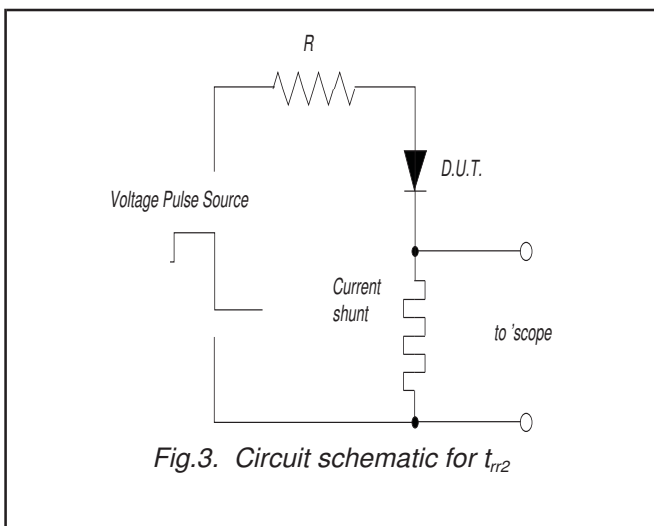 R
D.U.T.
Voltage Pulse Source
Current
shunt
to 'scope
Fig.3. Circuit schematic for trr2